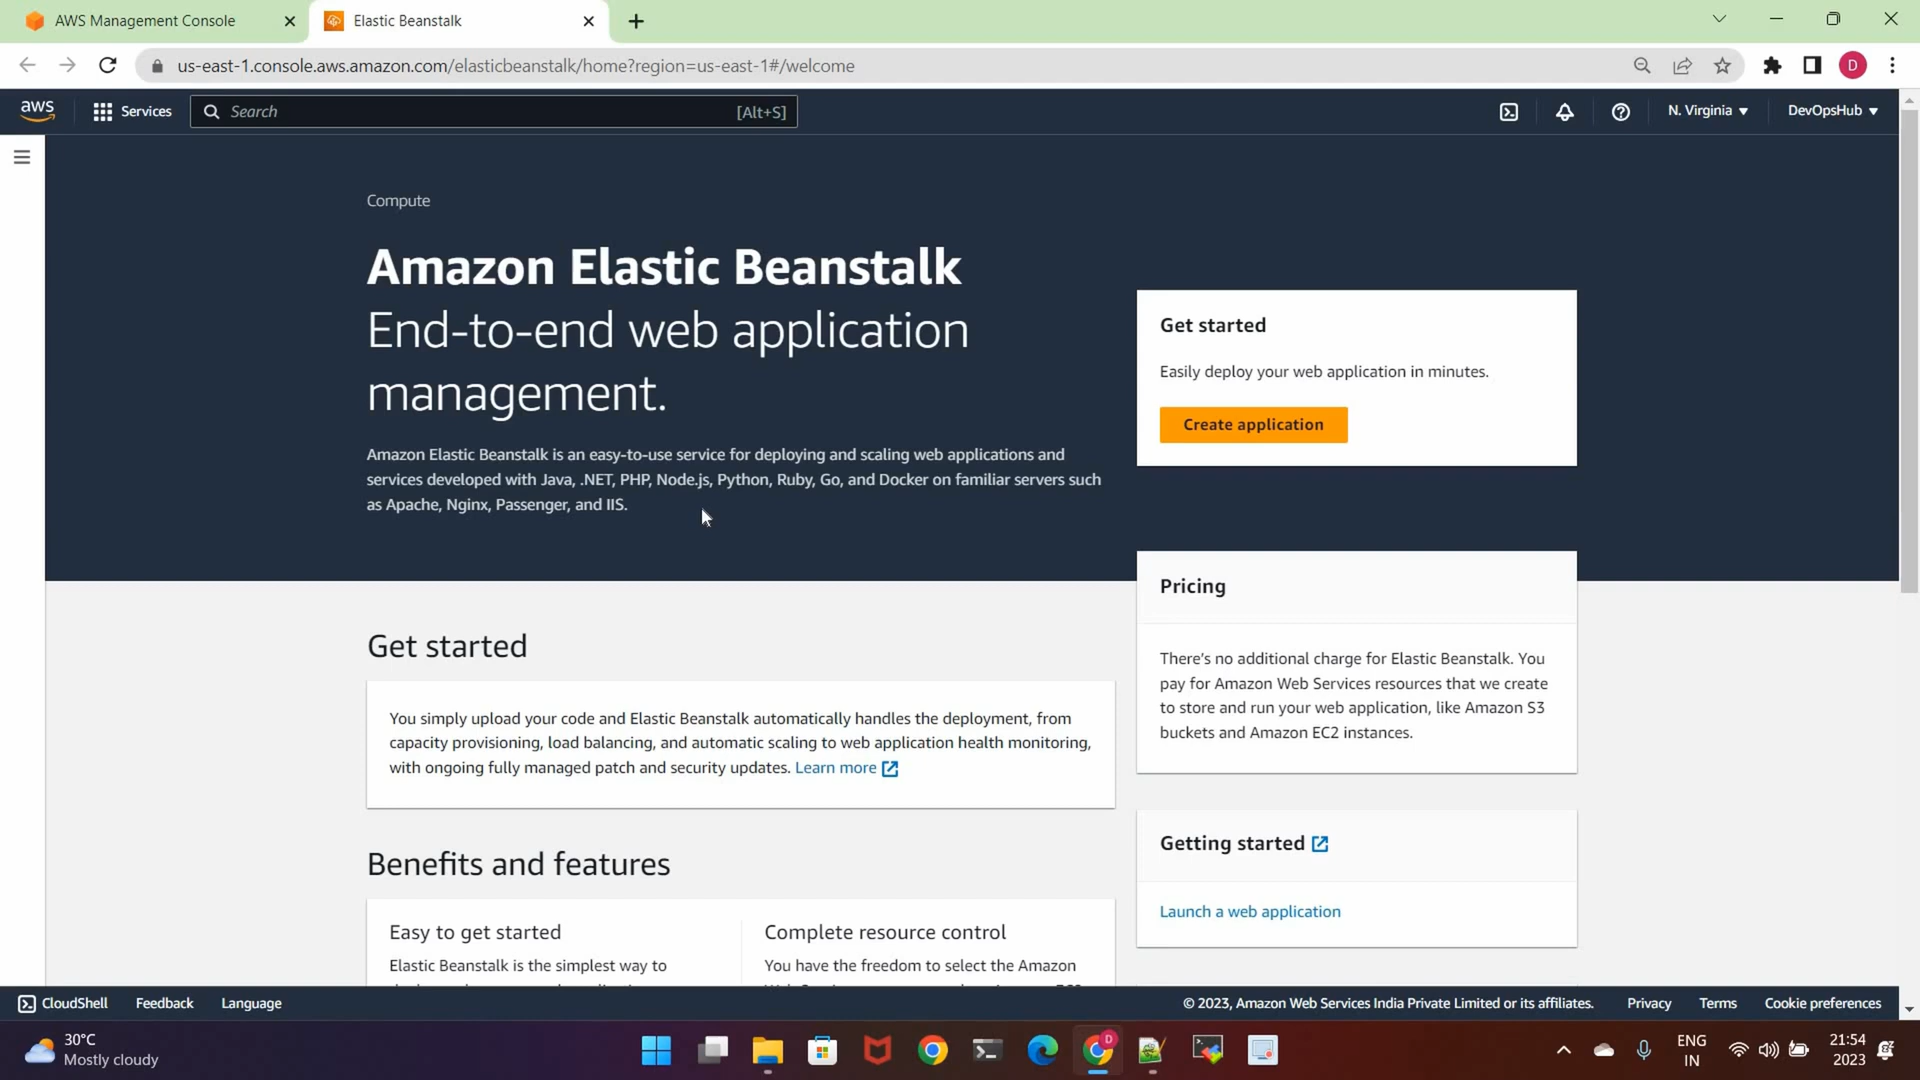 AWS Management Console
Elastic Beanstalk
us-east-1.console.aws.amazon.com/elasticbeanstalk/home?region=us-east-1#/welcome
D
aws
Services
Search
[Alt+S]
N. Virginia
DevOpsHub
Compute
Amazon Elastic Beanstalk
End-to-end web application
management.
Amazon Elastic Beanstalk is an easy-to-use service for deploying and scaling web applications and
services developed with Java, .NET, PHP, Node.js, Python, Ruby, Go, and Docker on familiar servers such
as Apache, Nginx, Passenger, and IIS.
Get started
Easily deploy your web application in minutes.
Create application
Pricing
There's no additional charge for Elastic Beanstalk. You
pay for Amazon Web Services resources that we create
to store and run your web application, like Amazon S3
buckets and Amazon EC2 instances.
Get started
You simply upload your code and Elastic Beanstalk automatically handles the deployment, from
capacity provisioning, load balancing, and automatic scaling to web application health monitoring,
with ongoing fully managed patch and security updates. Learn more
Getting started
Launch a web application
Benefits and features
Easy to get started
Elastic Beanstalk is the simplest way to
Complete resource control
You have the freedom to select the Amazon
CloudShell
Feedback
Language
© 2023, Amazon Web Services India Private Limited or its affiliates.
Privacy
Terms
Cookie preferences
30°C
Mostly cloudy
D
ENG
IN
21:54
2023